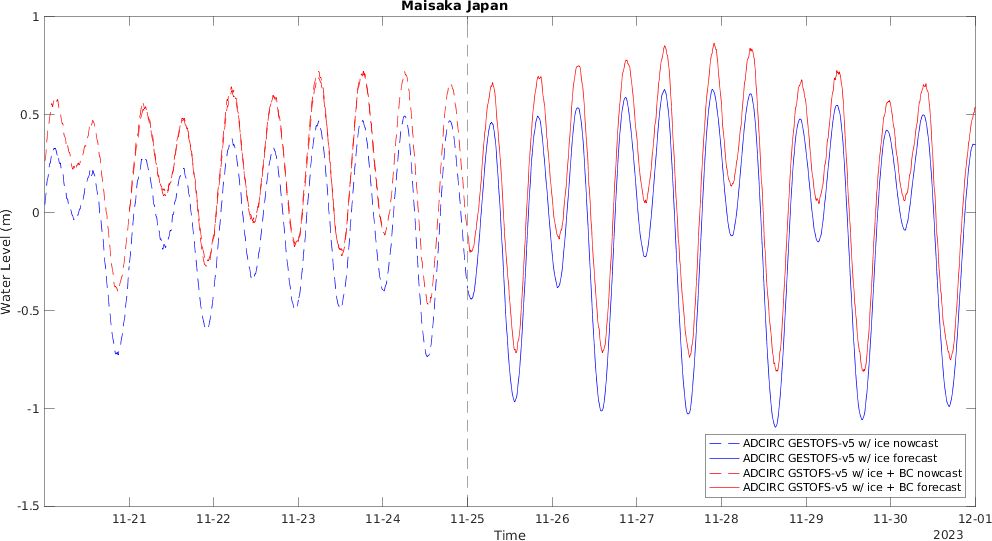 Maisaka Japan
Water Level (m)
1
0.5
0
-0.5
-1
-1.5
11-21 11-22 11-23 11-24 11-25 11-26 11-27 11-28 11-29 11-30 12-01
Time
2023
ADCIRC GESTOFS-v5 w/ ice nowcast
ADCIRC GESTOFS-v5 w/ ice forecast
ADCIRC GSTOFS-v5 w/ ice + BC nowcast
ADCIRC GSTOFS-v5 w/ ice + BC forecast